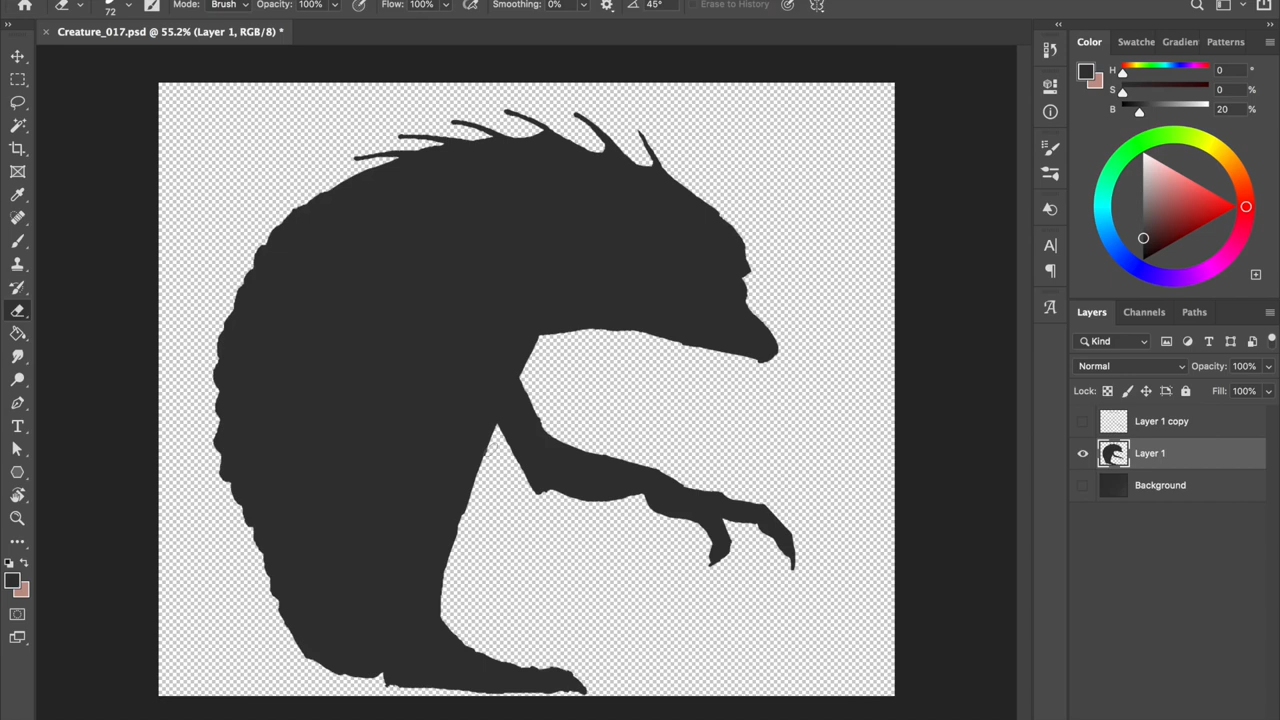 Mode: Brush Opacity: 100% Flow: 100% Smoothing: 0% 45° Erase to History
72
× Creature_017.psd @ 55.2% (Layer 1, RGB/8) *
Color Swatche Gradien Patterns
H 0 °
S 0 %
B 20 %
Layers Channels Paths
Kind
Normal Opacity: 100%
Lock: Fill: 100%
Layer 1 copy
Layer 1
Background